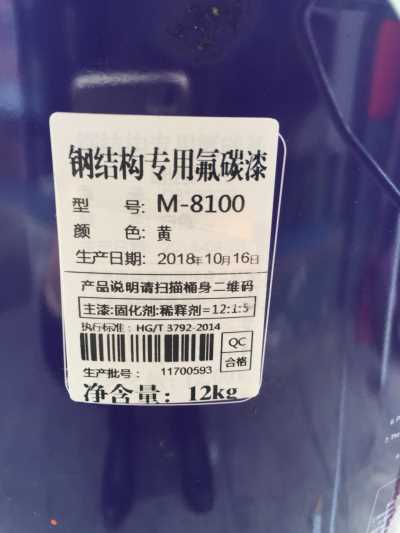 钢结构专用氟碳漆
型 号: M-8100
颜 色: 黄
生产日期: 2018年10月16日
产品说明请扫描桶身二维码
主漆:固化剂:稀释剂=12:1:5
执行标准: HG/T 3792-2014
QC
合格
生产批号: 11700593
净含量: 12kg